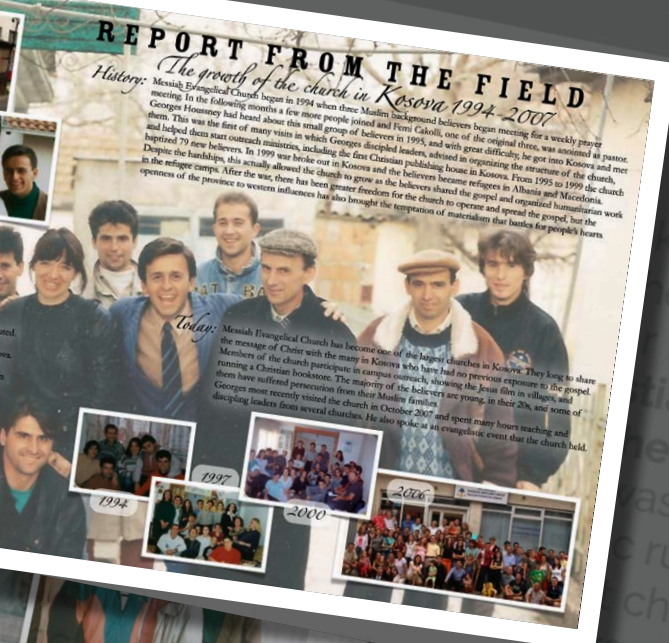 REPORT FROM THE FIELD
The growth of the church in Kosova 1994-2007
History: Messiah Evangelical Church began in 1994 when three Muslim background believers began meeting for a weekly prayer
meeting. In the following months a few more people joined and Femi Cakolli, one of the original three, was anointed as pastor.
Georges Houssney had heard about this small group of believers in 1995, and with great difficulty, he got into Kosova and met
them. This was the first of many visits in which Georges discipled leaders, advised in organizing the structure of the church,
and helped them start outreach ministries, including the first Christian publishing house in Kosova. From 1995 to 1999 the church
baptized 79 new believers. In 1999 war broke out in Kosova and the believers became refugees in Albania and Macedonia.
Despite the hardships, this actually allowed the church to grow as the believers shared the gospel and organized humanitarian work
in the refugee camps. After the war, there has been greater freedom for the church to operate and spread the gospel, but the
openness of the province to western influences has also brought the temptation of materialism that battles for people's hearts.
Today: Messiah Evangelical Church has become one of the largest churches in Kosova. They long to share
the message of Christ with the many in Kosova who have had no previous exposure to the gospel.
Members of the church participate in campus outreach, showing the Jesus film in villages, and
running a Christian bookstore. The majority of the believers are young, in their 20s, and some of
them have suffered persecution from their Muslim families.
Georges most recently visited the church in October 2007 and spent many hours teaching and
discipling leaders from several churches. He also spoke at an evangelistic event that the church held.
1994
1997
2000
2006